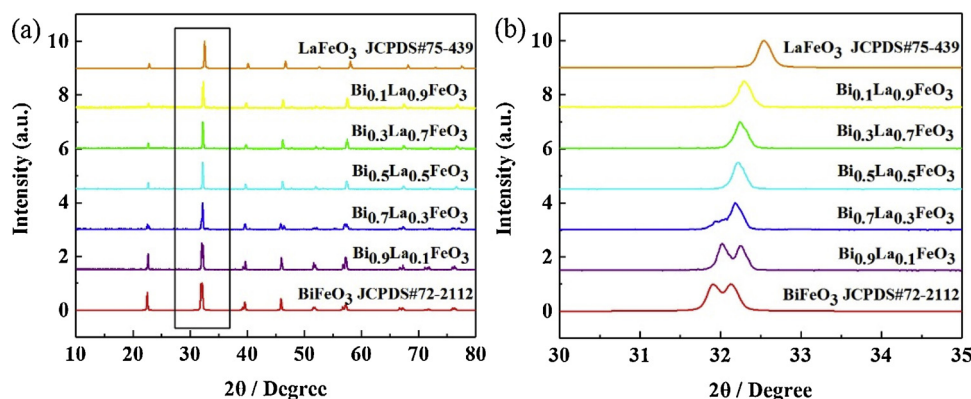 (a)
10
8
6
4
2
0
Intensity (a.u.)
LaFeO3 JCPDS#75-439
Bi0.1La0.9FeO3
Bi0.3La0.7FeO3
Bi0.5La0.5FeO3
Bi0.7La0.3FeO3
Bi0.9La0.1FeO3
BiFeO3 JCPDS#72-2112
10 20 30 40 50 60 70 80
2θ / Degree
(b)
10
8
6
4
2
0
Intensity (a.u.)
LaFeO3 JCPDS#75-439
Bi0.1La0.9FeO3
Bi0.3La0.7FeO3
Bi0.5La0.5FeO3
Bi0.7La0.3FeO3
Bi0.9La0.1FeO3
BiFeO3 JCPDS#72-2112
30 31 32 33 34 35
2θ / Degree